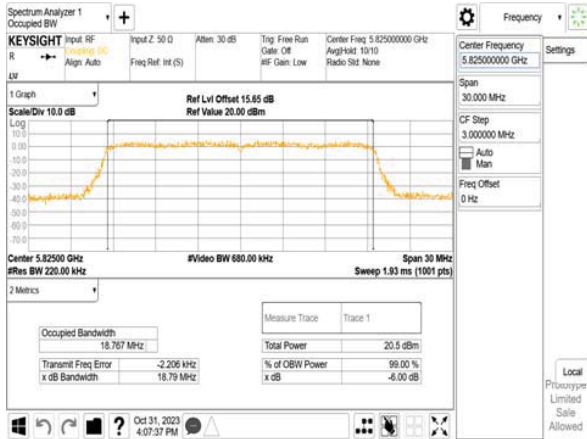 Spectrum Analyzer 1
Occupied BW
Frequency
KEYSIGHT
R
Input: RF
Coupling: DC
Align: Auto
Input Z: 50 Ω
Freq Ref: Int (S)
Atten: 30 dB
Trig: Free Run
Gate: Off
#IF Gain: Low
Center Freq: 5.825000000 GHz
Avg|Hold: 10/10
Radio Std: None
1 Graph
Scale/Div 10.0 dB
Ref Lvl Offset 15.65 dB
Ref Value 20.00 dBm
Log
10.0
0.00
-10.0
-20.0
-30.0
-40.0
-50.0
-60.0
-70.0
Center 5.82500 GHz
#Video BW 680.00 kHz
Span 30 MHz
#Res BW 220.00 kHz
Sweep 1.93 ms (1001 pts)
2 Metrics
Measure Trace
Trace 1
Occupied Bandwidth
18.767 MHz
Total Power
20.5 dBm
Transmit Freq Error
-2.206 kHz
% of OBW Power
99.00 %
x dB Bandwidth
18.79 MHz
x dB
-6.00 dB
Oct 31, 2023
4:07:37 PM
Center Frequency
5.825000000 GHz
Settings
Span
30.000 MHz
CF Step
3.000000 MHz
Auto
Man
Freq Offset
0 Hz
Local
Prototype
Limited
Sale
Allowed